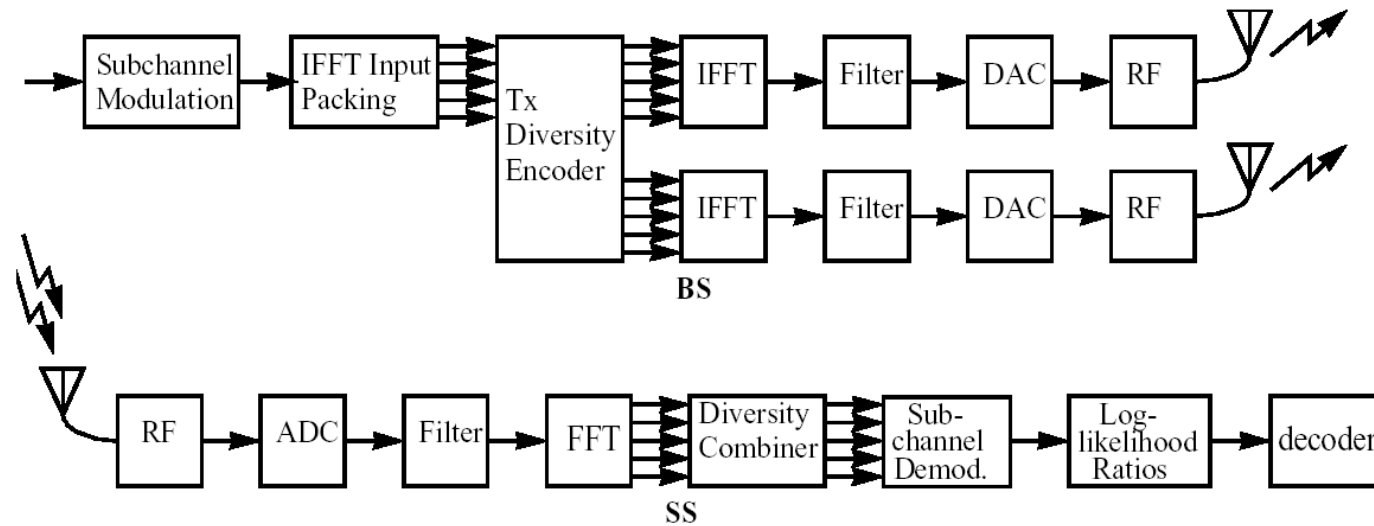 Subchannel
Modulation
IFFT Input
Packing
Tx
Diversity
Encoder
IFFT
Filter
DAC
RF
IFFT
Filter
DAC
RF
BS
RF
ADC
Filter
FFT
Diversity
Combiner
Sub-
channel
Demod.
Log-
likelihood
Ratios
decoder
SS